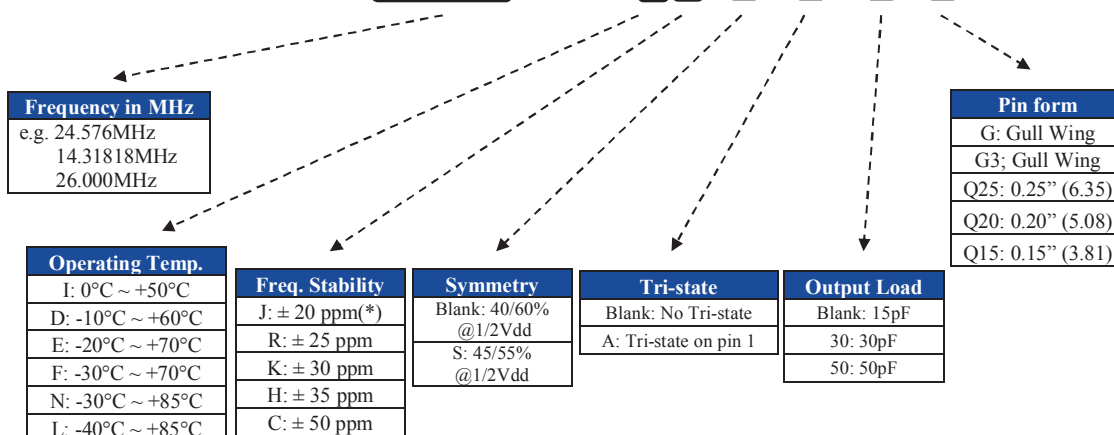 Frequency in MHz
e.g. 24.576MHz
14.31818MHz
26.000MHz
Pin form
G: Gull Wing
G3; Gull Wing
Q25: 0.25” (6.35)
Q20: 0.20” (5.08)
Q15: 0.15” (3.81)
Operating Temp.
I: 0°C ~ +50°C
D: -10°C ~ +60°C
E: -20°C ~ +70°C
F: -30°C ~ +70°C
N: -30°C ~ +85°C
L: -40°C ~ +85°C
Freq. Stability
J: ± 20 ppm(*)
R: ± 25 ppm
K: ± 30 ppm
H: ± 35 ppm
C: ± 50 ppm
Symmetry
Blank: 40/60%
@1/2Vdd
S: 45/55%
@1/2Vdd
Tri-state
Blank: No Tri-state
A: Tri-state on pin 1
Output Load
Blank: 15pF
30: 30pF
50: 50pF